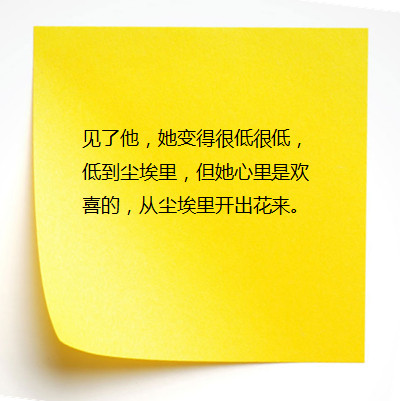 见了他，她变得很低很低，
低到尘埃里，但她心里是欢
喜的，从尘埃里开出花来。